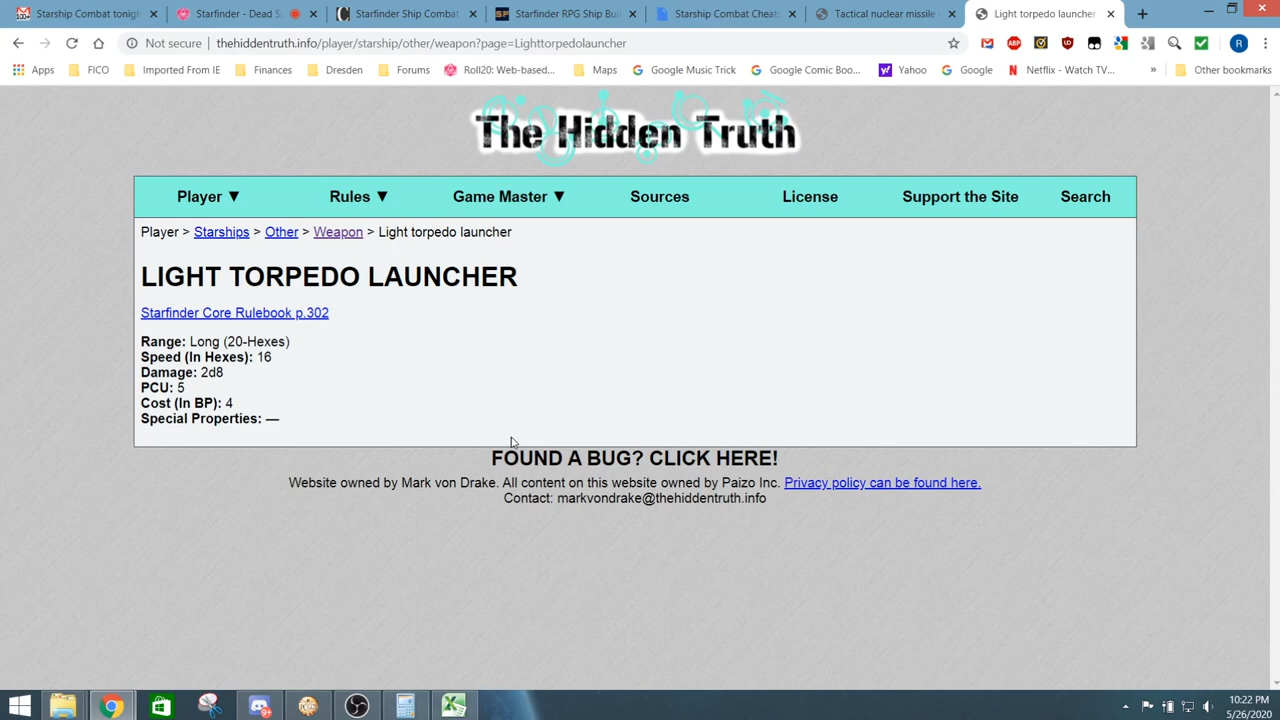 100+
Starship Combat tonigh
Starfinder - Dead S
Starfinder Ship Combat
Starfinder RPG Ship Buil
Starship Combat Cheats
Tactical nuclear missile
Light torpedo launcher
Not secure | thehiddentruth.info/player/starship/other/weapon?page=Lightorpedolauncher
Apps FICO Imported From IE Finances Dresden Forums Roll20: Web-based... Maps Google Music Trick Google Comic Boo... Yahoo Google Netflix - Watch TV... » Other bookmarks
The Hidden Truth
Player ▼ Rules ▼ Game Master ▼ Sources License Support the Site Search
Player > Starships > Other > Weapon > Light torpedo launcher
LIGHT TORPEDO LAUNCHER
Starfinder Core Rulebook p.302
Range: Long (20-Hexes)
Speed (In Hexes): 16
Damage: 2d8
PCU: 5
Cost (In BP): 4
Special Properties: —
FOUND A BUG? CLICK HERE!
Website owned by Mark von Drake. All content on this website owned by Paizo Inc. Privacy policy can be found here.
Contact: markvondrake@thehiddentruth.info
10:22 PM
5/26/2020